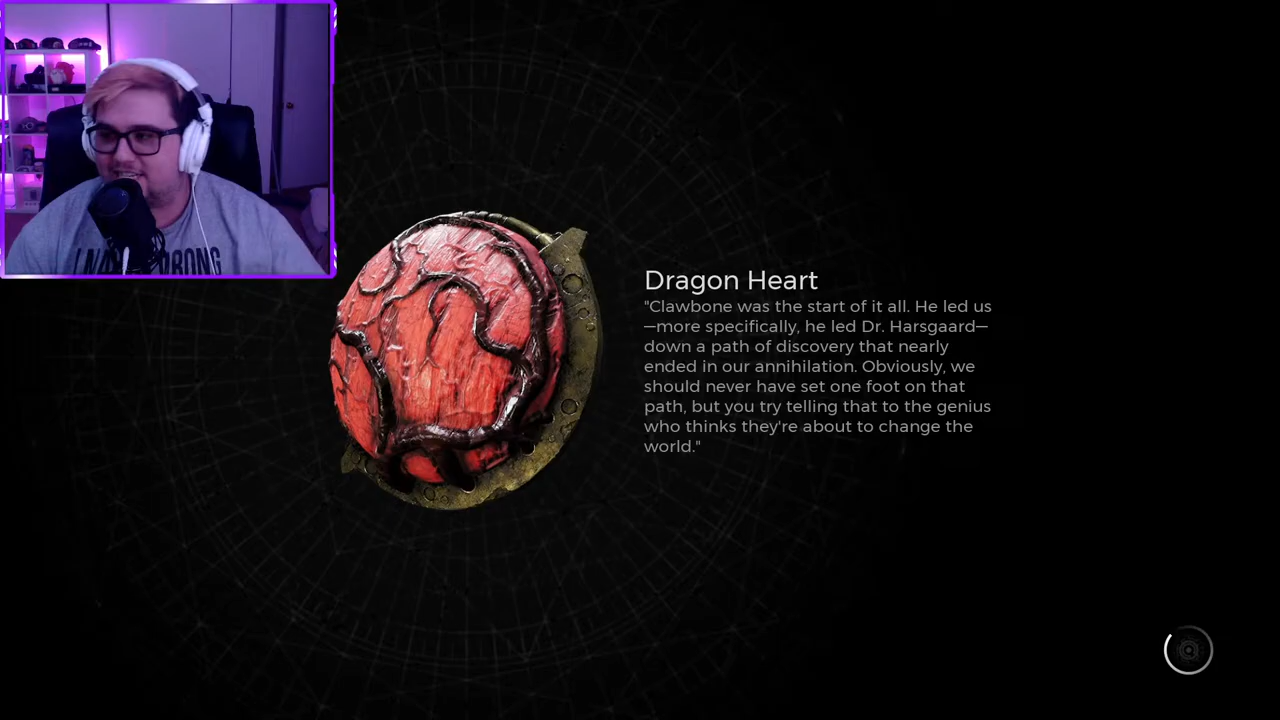 Dragon Heart
"Clawbone was the start of it all. He led us
—more specifically, he led Dr. Harsgaard—
down a path of discovery that nearly
ended in our annihilation. Obviously, we
should never have set one foot on that
path, but you try telling that to the genius
who thinks they're about to change the
world."